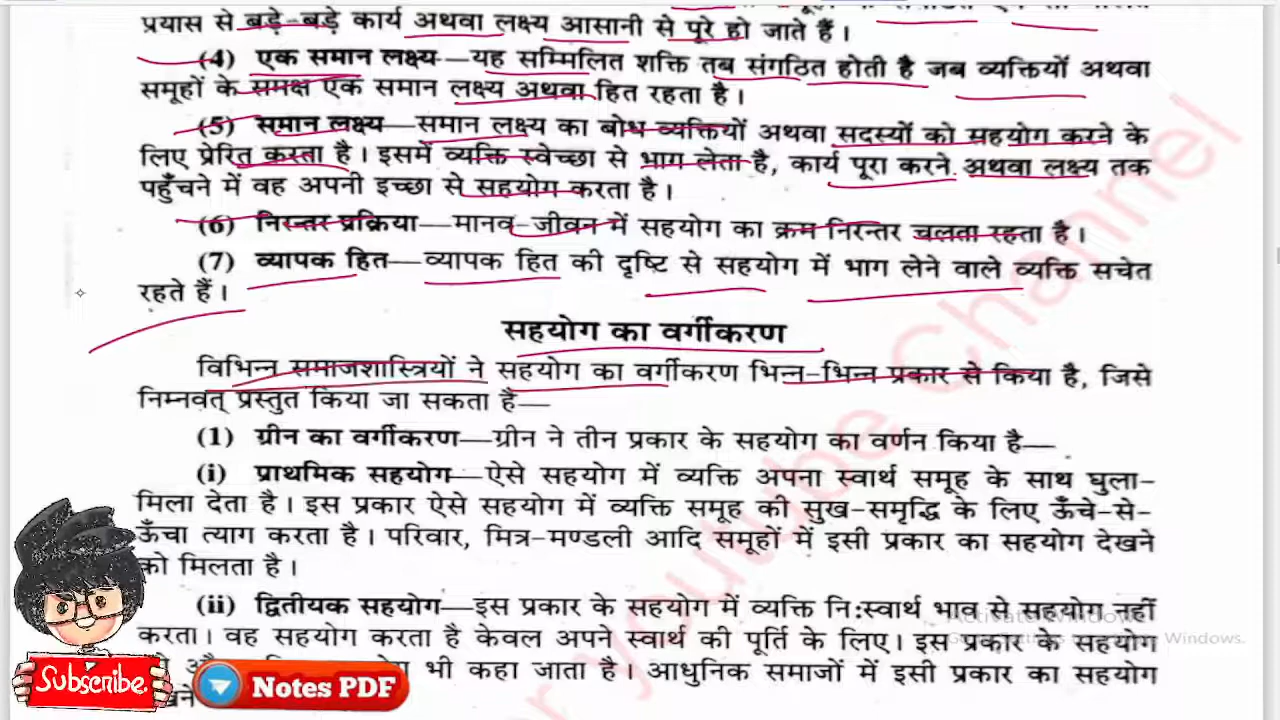 प्रयास से बड़े-बड़े कार्य अथवा लक्ष्य आसानी से पूरे हो जाते हैं।
(4) एक समान लक्ष्य—यह सम्मिलित शक्ति तब संगठित होती है जब व्यक्तियों अथवा
समूहों के समक्ष एक समान लक्ष्य अथवा हित रहता है।
(5) समान लक्ष्य—समान लक्ष्य का बोध व्यक्तियों अथवा सदस्यों को सहयोग करने के
लिए प्रेरित करता है। इसमें व्यक्ति स्वेच्छा से भाग लेता है, कार्य पूरा करने अथवा लक्ष्य तक
पहुँचने में वह अपनी इच्छा से सहयोग करता है।
(6) निरन्तर प्रक्रिया—मानव-जीवन में सहयोग का क्रम निरन्तर चलता रहता है।
(7) व्यापक हित—व्यापक हित की दृष्टि से सहयोग में भाग लेने वाले व्यक्ति सचेत
रहते हैं।
सहयोग का वर्गीकरण
विभिन्न समाजशास्त्रियों ने सहयोग का वर्गीकरण भिन्न-भिन्न प्रकार से किया है, जिसे
निम्नवत् प्रस्तुत किया जा सकता है—
(1) ग्रीन का वर्गीकरण—ग्रीन ने तीन प्रकार के सहयोग का वर्णन किया है—
(i) प्राथमिक सहयोग—ऐसे सहयोग में व्यक्ति अपना स्वार्थ समूह के साथ घुला-
मिला देता है। इस प्रकार ऐसे सहयोग में व्यक्ति समूह की सुख-समृद्धि के लिए ऊँचे-से-
ऊँचा त्याग करता है। परिवार, मित्र-मण्डली आदि समूहों में इसी प्रकार का सहयोग देखने
को मिलता है।
(ii) द्वितीयक सहयोग—इस प्रकार के सहयोग में व्यक्ति निःस्वार्थ भाव से सहयोग नहीं
करता। वह सहयोग करता है केवल अपने स्वार्थ की पूर्ति के लिए। इस प्रकार के सहयोग
भी कहा जाता है। आधुनिक समाजों में इसी प्रकार का सहयोग
youtube Channel
Activate Windows
Windows.
Subscribe.
Notes PDF